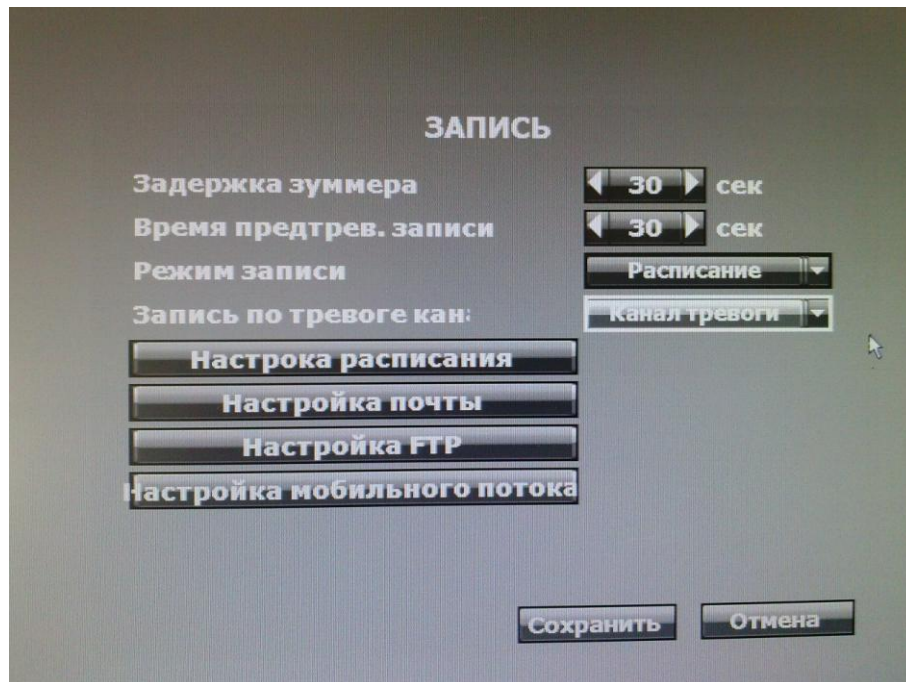 ЗАПИСЬ
Задержка зуммера 30 сек
Время предтрев. записи 30 сек
Режим записи Расписание
Запись по тревоге кан Канал тревоги
Настрока расписания
Настройка почты
Настройка FTP
Настройка мобильного потока
Сохранить Отмена